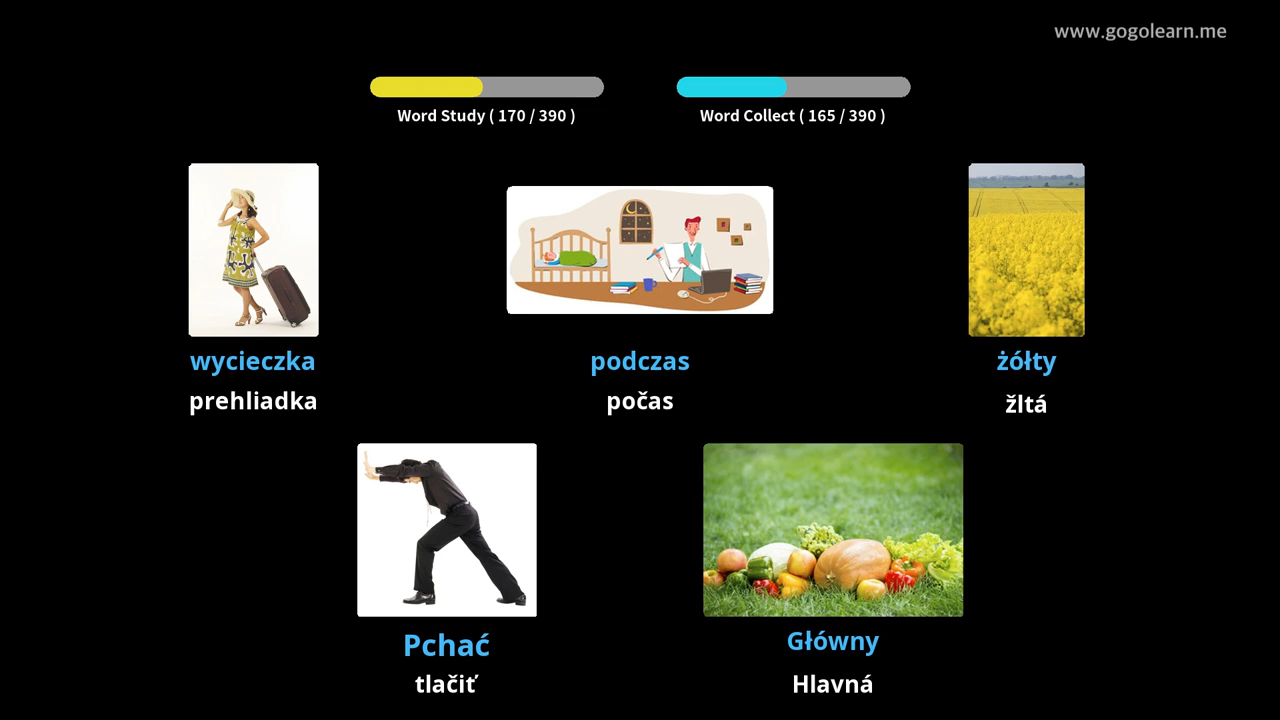 www.gogolearn.me
Word Study ( 170 / 390 )
Word Collect ( 165 / 390 )
wycieczka
prehliadka
podczas
počas
żółty
žltá
Pchać
tlačiť
Główny
Hlavná